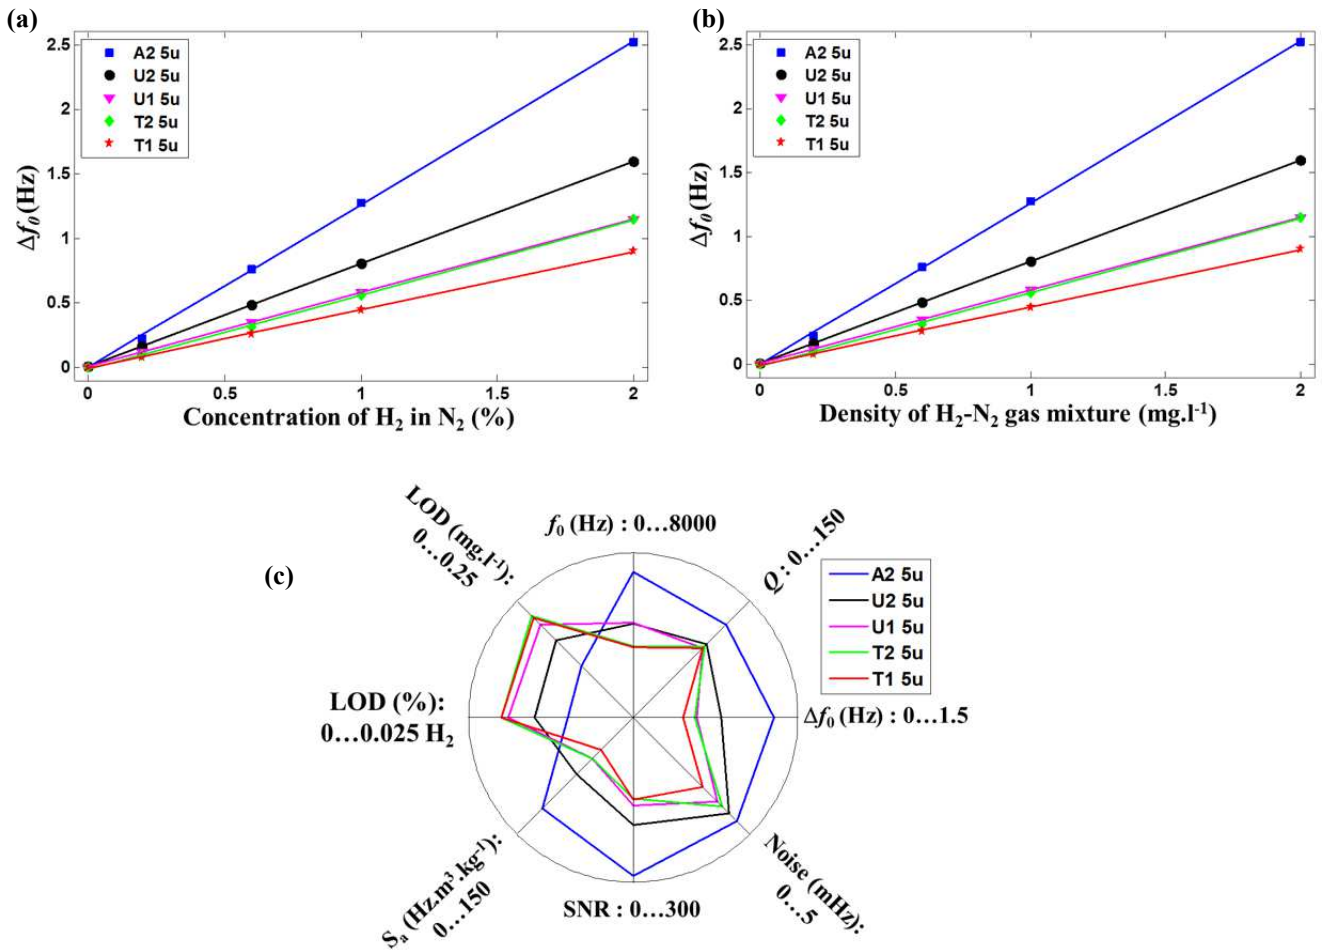 (a)
2.5
2
1.5
1
0.5
0
Δf₀(Hz)
A2 5u
U2 5u
U1 5u
T2 5u
T1 5u
0 0.5 1 1.5 2
Concentration of H₂ in N₂ (%)
(b)
2.5
2
1.5
1
0.5
0
Δf₀(Hz)
A2 5u
U2 5u
U1 5u
T2 5u
T1 5u
0 0.5 1 1.5 2
Density of H₂-N₂ gas mixture (mg.l⁻¹)
(c)
f₀ (Hz) : 0…8000
Q : 0…150
Δf₀ (Hz) : 0…1.5
Noise (mHz):
0…5
SNR : 0…300
Sₐ (Hz.m³.kg⁻¹):
0…150
LOD (%):
0…0.025 H₂
LOD (mg.l⁻¹):
0…0.25
A2 5u
U2 5u
U1 5u
T2 5u
T1 5u